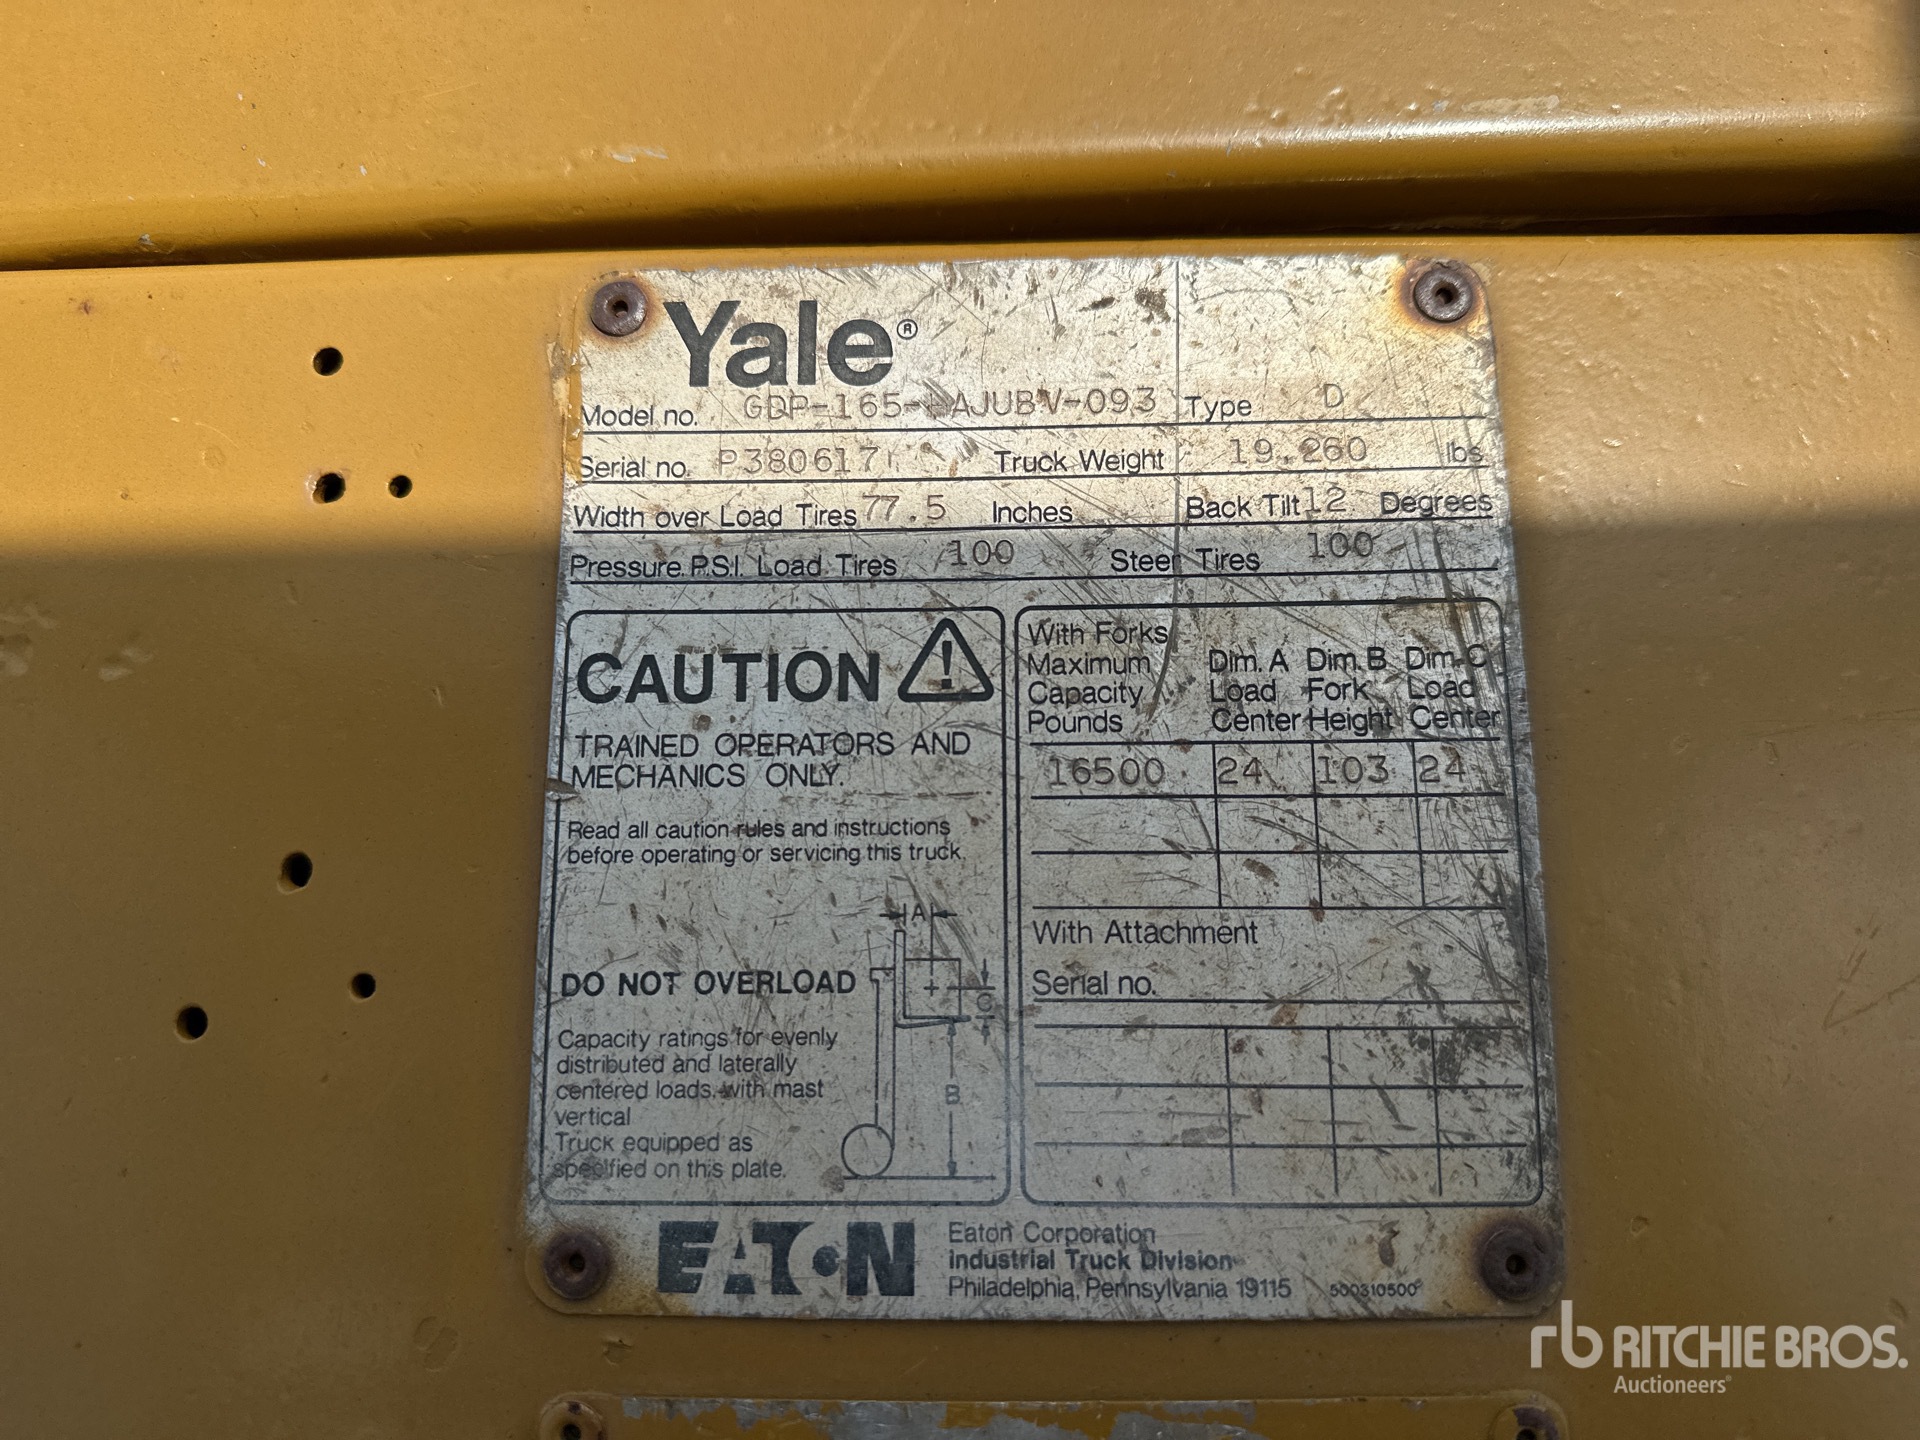 Yale®
Model no. GDP-165-AJUBV-093 Type D
Serial no. P380617 Truck Weight 19.260 lbs
Width over Load Tires 77.5 Inches Back Tilt 12 Degrees
Pressure P.S.I. Load Tires 100 Steer Tires 100
CAUTION !
TRAINED OPERATORS AND
MECHANICS ONLY.
Read all caution rules and instructions
before operating or servicing this truck.
A
DO NOT OVERLOAD
C
Capacity ratings for evenly
distributed and laterally
centered loads, with mast
vertical
B
Truck equipped as
specified on this plate.
With Forks
Maximum Dim. A Dim. B Dim. C
Capacity Load Fork Load
Pounds Center Height Center
16500 24 103 24
With Attachment
Serial no.
EATON
Eaton Corporation
Industrial Truck Division
Philadelphia, Pennsylvania 19115 500310500
rb RITCHIE BROS.
Auctioneers